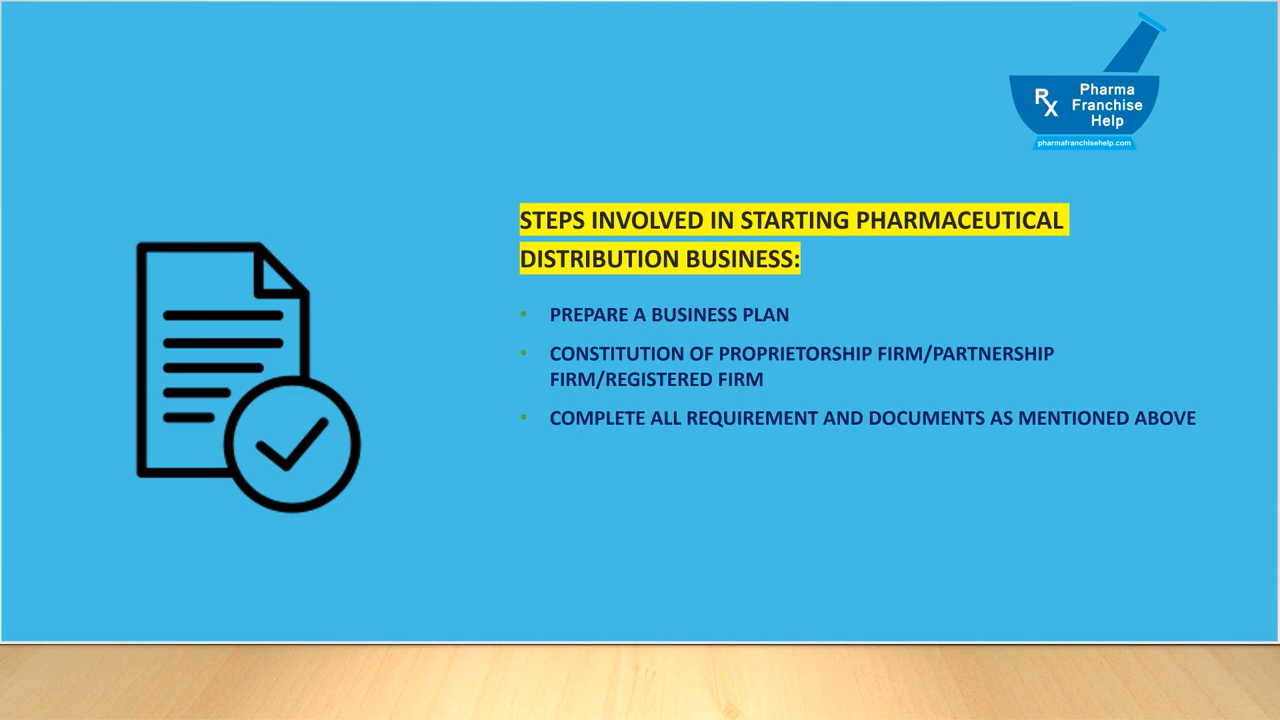 Rx
Pharma
Franchise
Help
pharmafranchisehelp.com
STEPS INVOLVED IN STARTING PHARMACEUTICAL
DISTRIBUTION BUSINESS:
• PREPARE A BUSINESS PLAN
• CONSTITUTION OF PROPRIETORSHIP FIRM/PARTNERSHIP
FIRM/REGISTERED FIRM
• COMPLETE ALL REQUIREMENT AND DOCUMENTS AS MENTIONED ABOVE